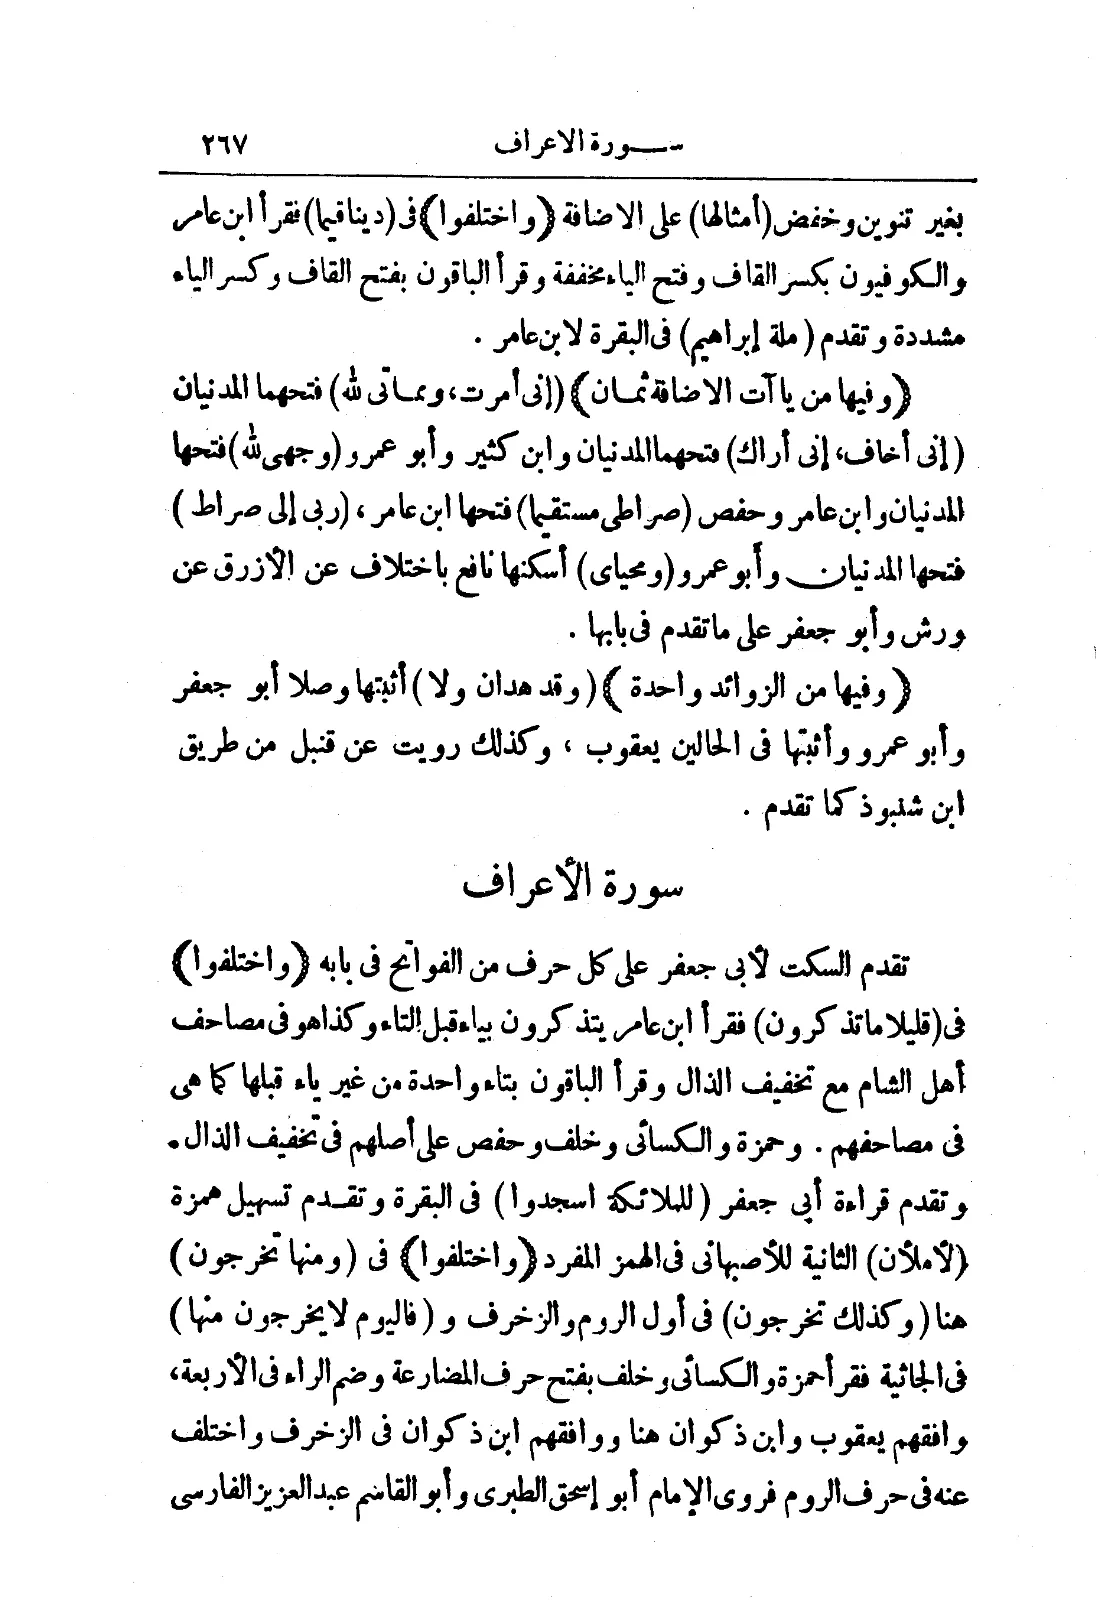 سورة الاعراف ٢٦٧
بغير تنوين وخفض (أمثالها) على الاضافة (واختلفوا) فى (دينا قيما) فقرأ ابن عامر
والكوفيون بكسر القاف وفتح الياء مخففة وقرأ الباقون بفتح القاف وكسر الياء
مشددة وتقدم (ملة إبراهيم) فى البقرة لابن عامر .
(وفيها من ياآت الاضافة ثمان) (إنى أمرت، ومماتى لله) فتحهما المدنيان
(إنى أخاف، إنى أراك) فتحهما المدنيان وابن كثير وأبو عمرو (وجهى لله) فتحها
المدنيان وابن عامر وحفص (صراطى مستقيما) فتحها ابن عامر ، (ربى إلى صراط)
فتحها المدنيان وأبو عمرو (ومحياى) أسكنها نافع باختلاف عن الأزرق عن
ورش وأبو جعفر على ما تقدم فى بابها .
(وفيها من الزوائد واحدة) (وقد هدان ولا) أثبتها وصلا أبو جعفر
وأبو عمرو وأثبتها فى الحالين يعقوب ، وكذلك رويت عن قنبل من طريق
ابن شنبوذ كما تقدم .
سورة الأعراف
تقدم السكت لأبى جعفر على كل حرف من الفواتح فى بابه (واختلفوا)
فى (قليلا ما تذكرون) فقرأ ابن عامر يتذكرون بياء قبل التاء وكذا هو فى مصاحف
أهل الشام مع تخفيف الذال وقرأ الباقون بتاء واحدة من غير ياء قبلها كما هى
فى مصاحفهم . وحمزة والكسائى وخلف وحفص على أصلهم فى تخفيف الذال .
وتقدم قراءة أبى جعفر (للملائكة اسجدوا) فى البقرة وتقدم تسهيل همزة
(لأملأن) الثانية للأصبهانى فى الهمز المفرد (واختلفوا) فى (ومنها تخرجون)
هنا (وكذلك تخرجون) فى أول الروم والزخرف و (فاليوم لا يخرجون منها)
فى الجاثية فقرأ حمزة والكسائى وخلف بفتح حرف المضارعة وضم الراء فى الأربعة،
وافقهم يعقوب وابن ذكوان هنا ووافقهم ابن ذكوان فى الزخرف واختلف
عنه فى حرف الروم فروى الإمام أبو إسحق الطبرى وأبو القاسم عبد العزيز الفارسى